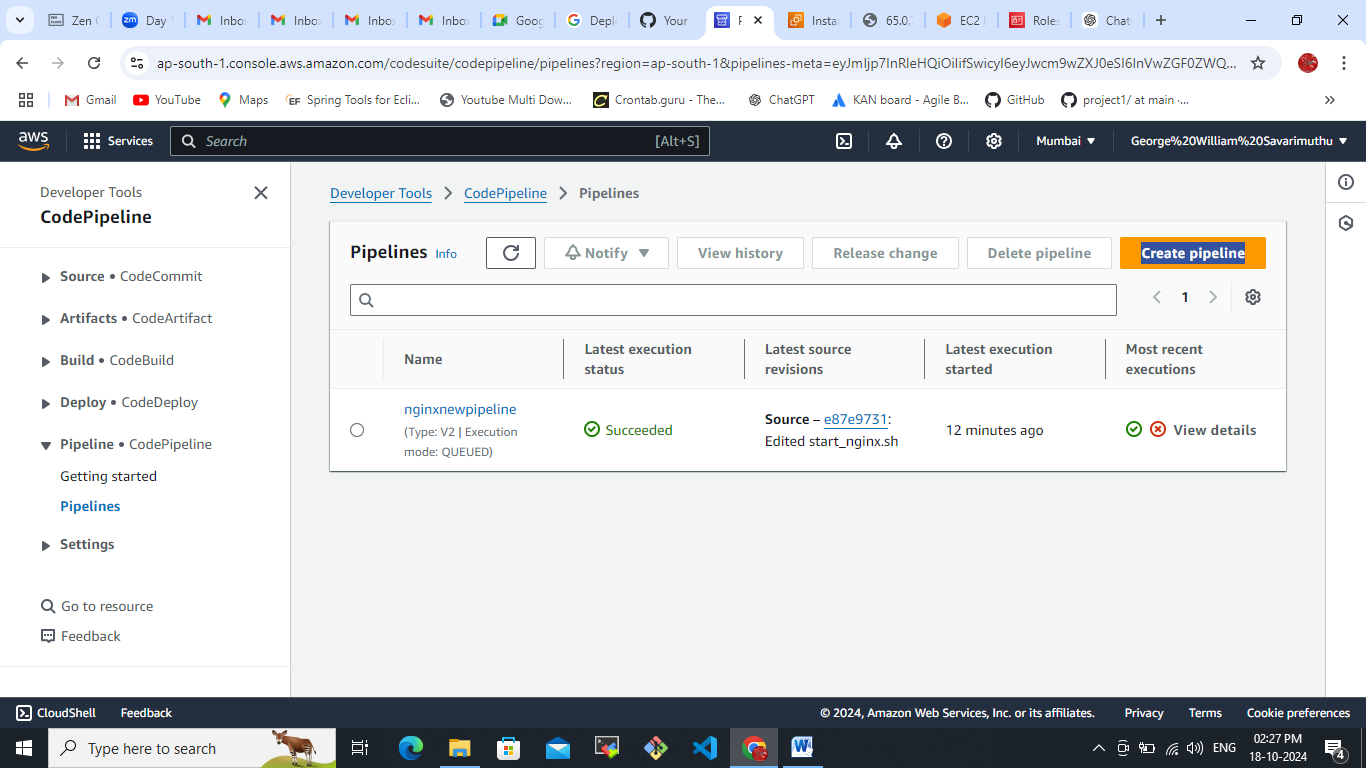 Zen C
Day 1
Inbo
Inbo
Inbo
Inbo
Goog
Deplo
Your
P
Insta
65.0.
EC2 I
Roles
Chat
ap-south-1.console.aws.amazon.com/codesuite/codepipeline/pipelines?region=ap-south-1&pipelines-meta=eyJmIjp7InRleHQiOiIifSwicyI6eyJwcm9wZXJ0eSI6InVwZGF0ZWQ...
Gmail
YouTube
Maps
Spring Tools for Ecli...
Youtube Multi Dow...
Crontab.guru - The...
ChatGPT
KAN board - Agile B...
GitHub
project1/ at main ·...
aws
Services
Search
[Alt+S]
Mumbai
George%20William%20Savarimuthu
Developer Tools
CodePipeline
Source • CodeCommit
Artifacts • CodeArtifact
Build • CodeBuild
Deploy • CodeDeploy
Pipeline • CodePipeline
Getting started
Pipelines
Settings
Go to resource
Feedback
Developer Tools
CodePipeline
Pipelines
Pipelines Info
Notify
View history
Release change
Delete pipeline
Create pipeline
1
Name
Latest execution
status
Latest source
revisions
Latest execution
started
Most recent
executions
nginxnewpipeline
(Type: V2 | Execution
mode: QUEUED)
Succeeded
Source – e87e9731:
Edited start_nginx.sh
12 minutes ago
View details
CloudShell
Feedback
© 2024, Amazon Web Services, Inc. or its affiliates.
Privacy
Terms
Cookie preferences
Type here to search
ENG
02:27 PM
18-10-2024
4